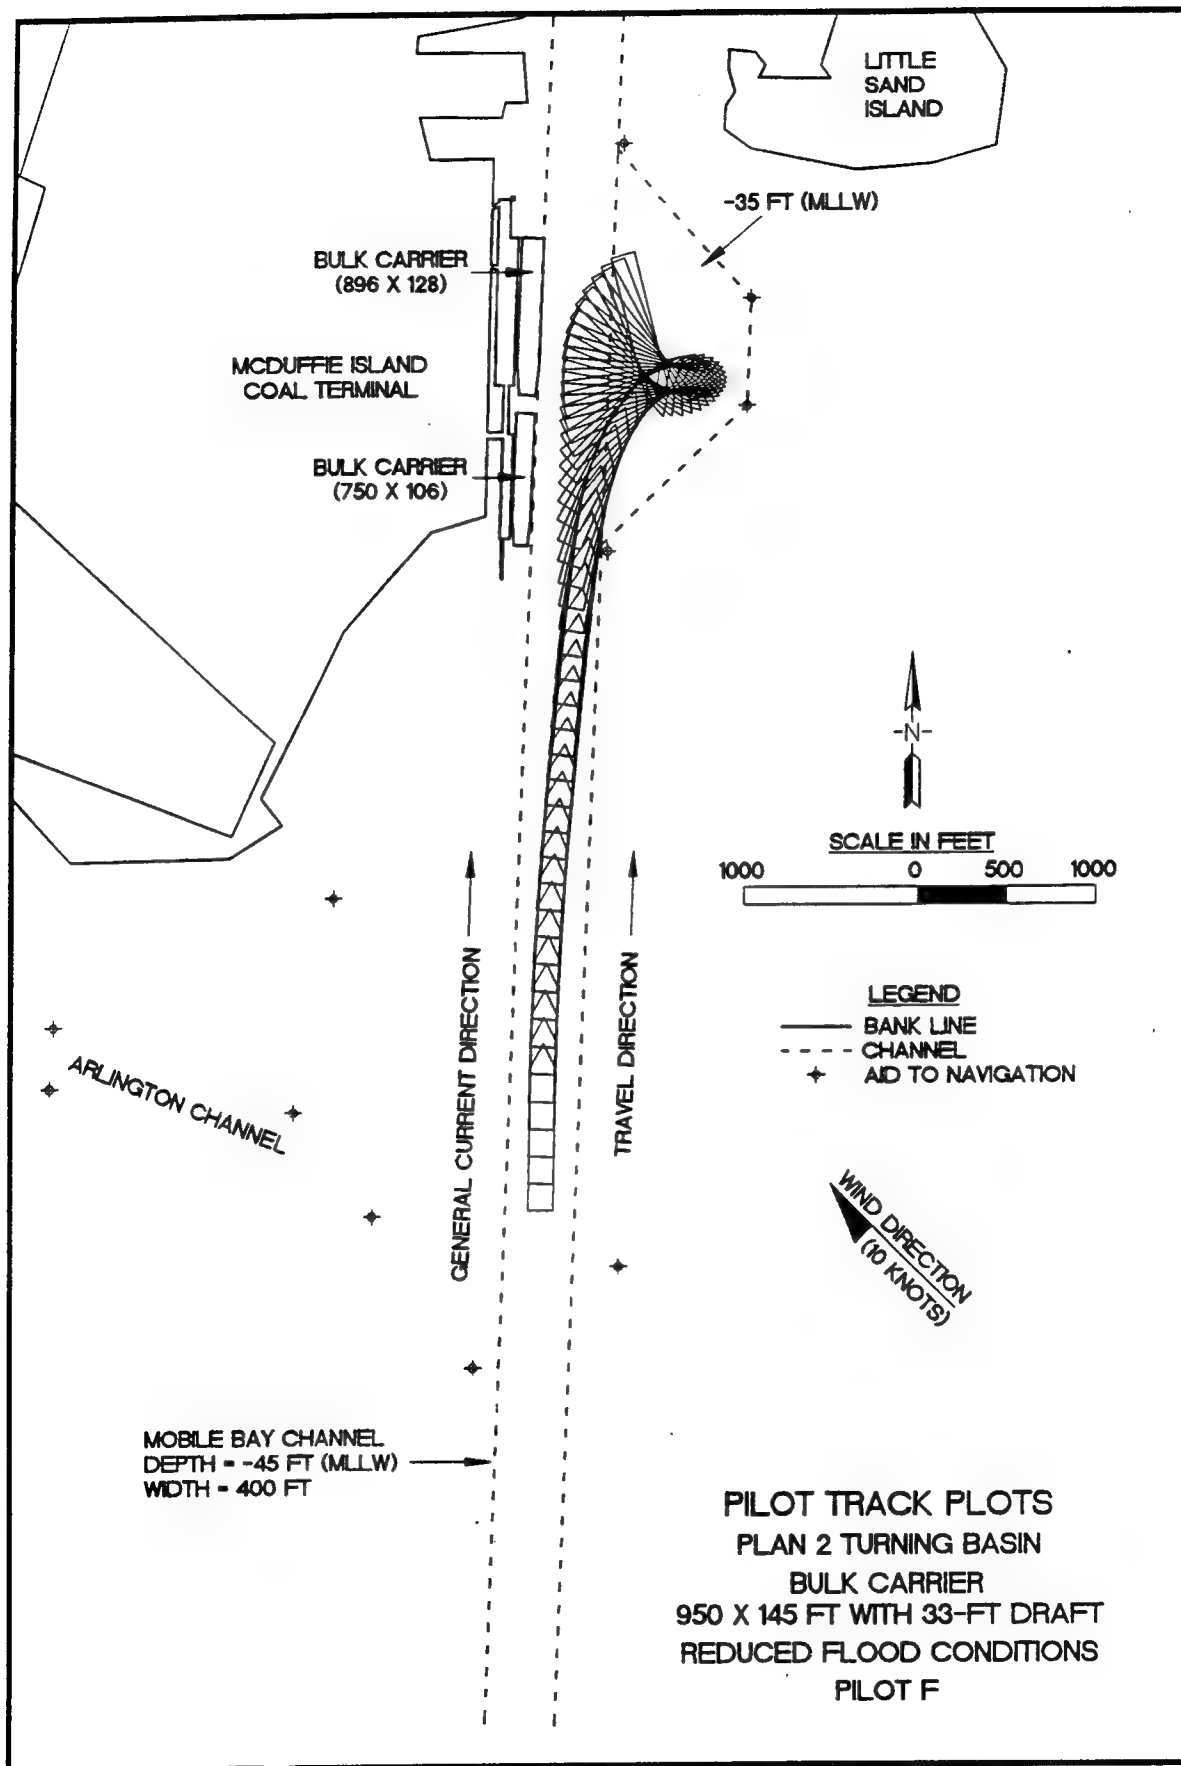 LITTLE
SAND
ISLAND
-35 FT (MLLW)
BULK CARRIER
(896 X 128)
MCDUFFIE ISLAND
COAL TERMINAL
BULK CARRIER
(750 X 106)
-N-
SCALE IN FEET
1000 0 500 1000
GENERAL CURRENT DIRECTION
TRAVEL DIRECTION
LEGEND
BANK LINE
CHANNEL
AID TO NAVIGATION
ARLINGTON CHANNEL
WIND DIRECTION
(10 KNOTS)
MOBILE BAY CHANNEL
DEPTH = -45 FT (MLLW)
WIDTH = 400 FT
PILOT TRACK PLOTS
PLAN 2 TURNING BASIN
BULK CARRIER
950 X 145 FT WITH 33-FT DRAFT
REDUCED FLOOD CONDITIONS
PILOT F